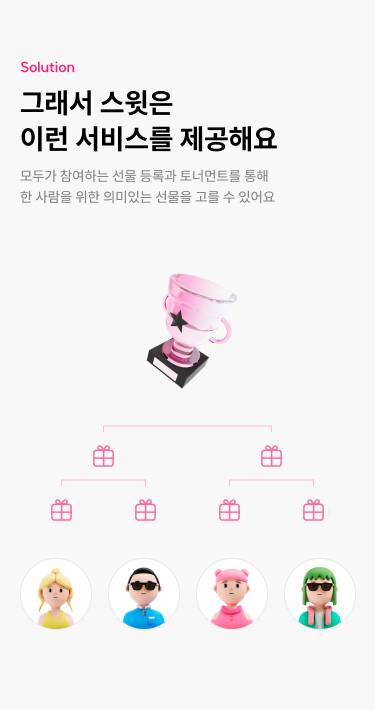 Solution
그래서 스윗은
이런 서비스를 제공해요
모두가 참여하는 선물 등록과 토너먼트를 통해
한 사람을 위한 의미있는 선물을 고를 수 있어요